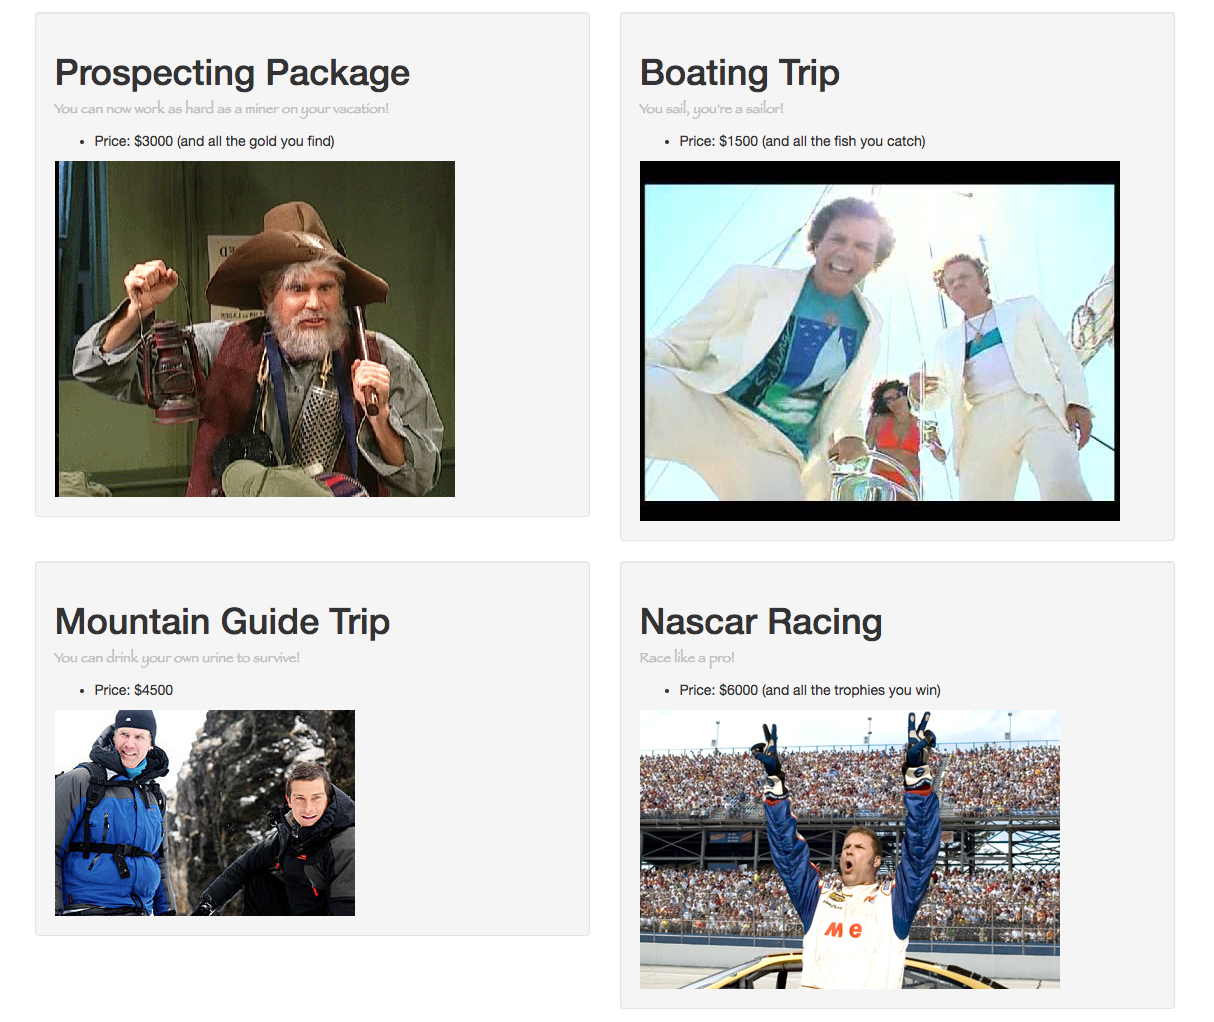 Prospecting Package
You can now work as hard as a miner on your vacation!
• Price: $3000 (and all the gold you find)
Boating Trip
You sail, you're a sailor!
• Price: $1500 (and all the fish you catch)
Mountain Guide Trip
You can drink your own urine to survive!
• Price: $4500
Nascar Racing
Race like a pro!
• Price: $6000 (and all the trophies you win)
Me